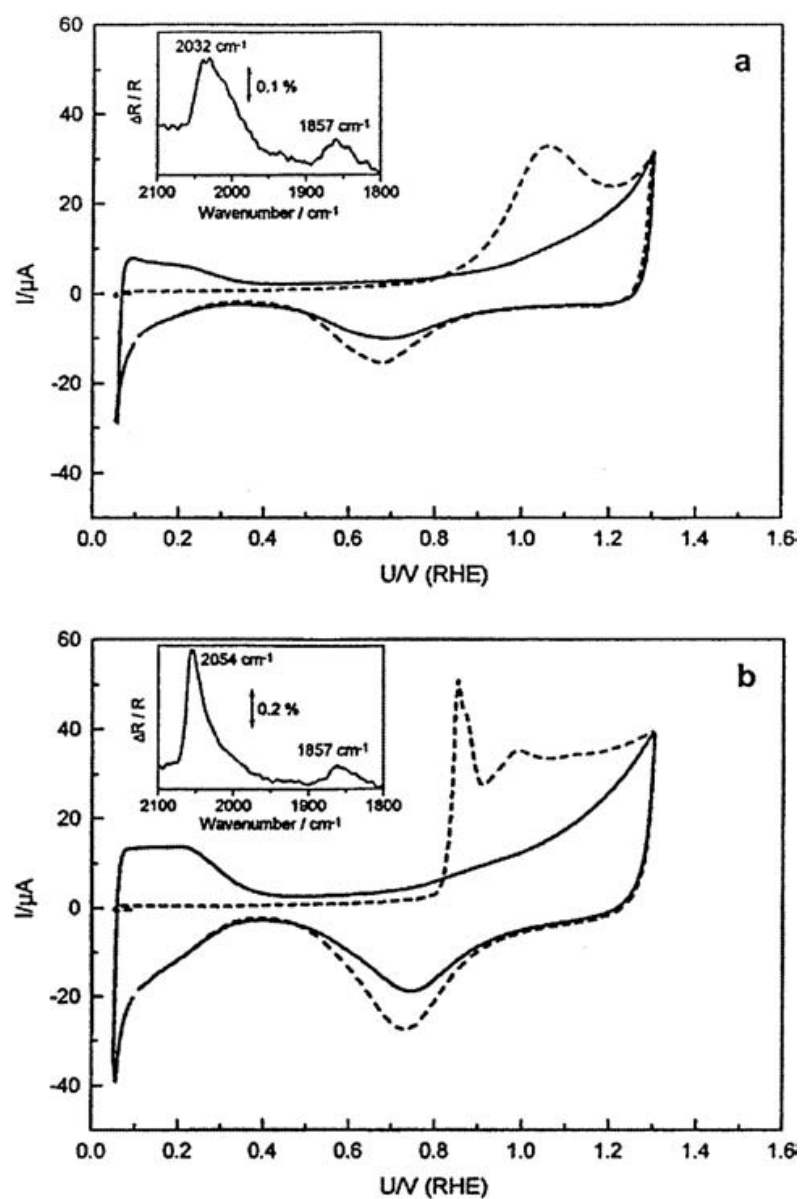 60
40
20
0
-20
-40
I/μA
a
2032 cm⁻¹
0.1 %
1857 cm⁻¹
ΔR / R
2100 2000 1900 1800
Wavenumber / cm⁻¹
0.0 0.2 0.4 0.6 0.8 1.0 1.2 1.4 1.6
U/V (RHE)
60
40
20
0
-20
-40
I/μA
b
2054 cm⁻¹
0.2 %
1857 cm⁻¹
ΔR / R
2100 2000 1900 1800
Wavenumber / cm⁻¹
0.0 0.2 0.4 0.6 0.8 1.0 1.2 1.4 1.6
U/V (RHE)